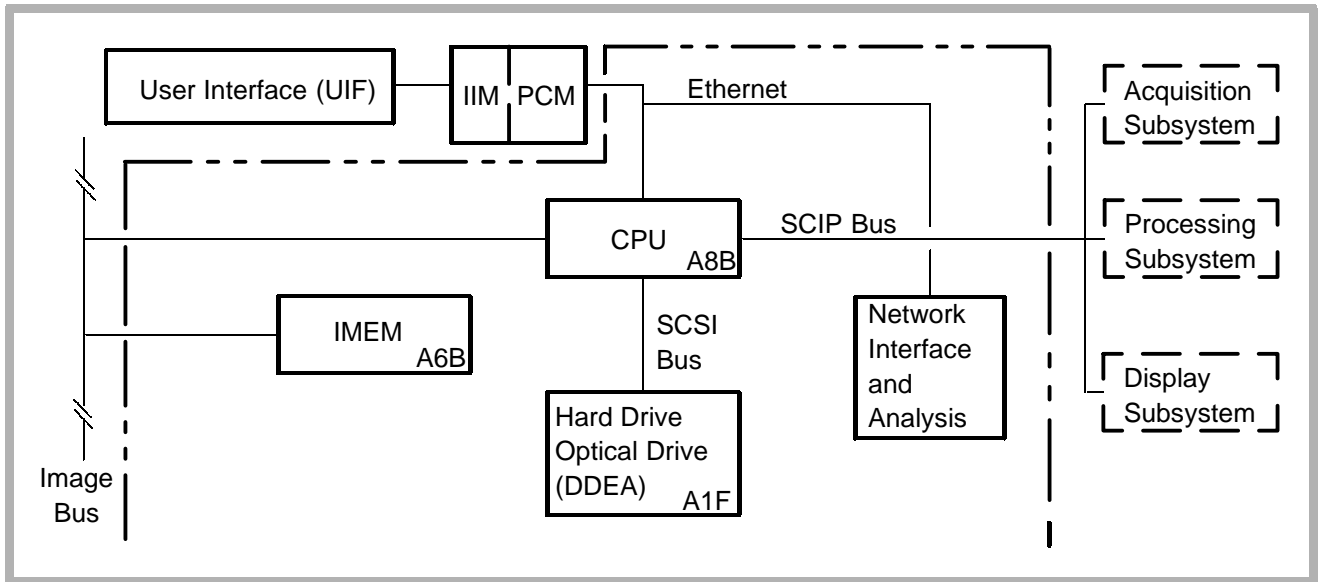 User Interface (UIF)
IIM
PCM
Ethernet
Acquisition
Subsystem
CPU
A8B
SCIP Bus
Processing
Subsystem
IMEM
A6B
SCSI
Bus
Network
Interface
and
Analysis
Display
Subsystem
Hard Drive
Optical Drive
(DDEA)
A1F
Image
Bus